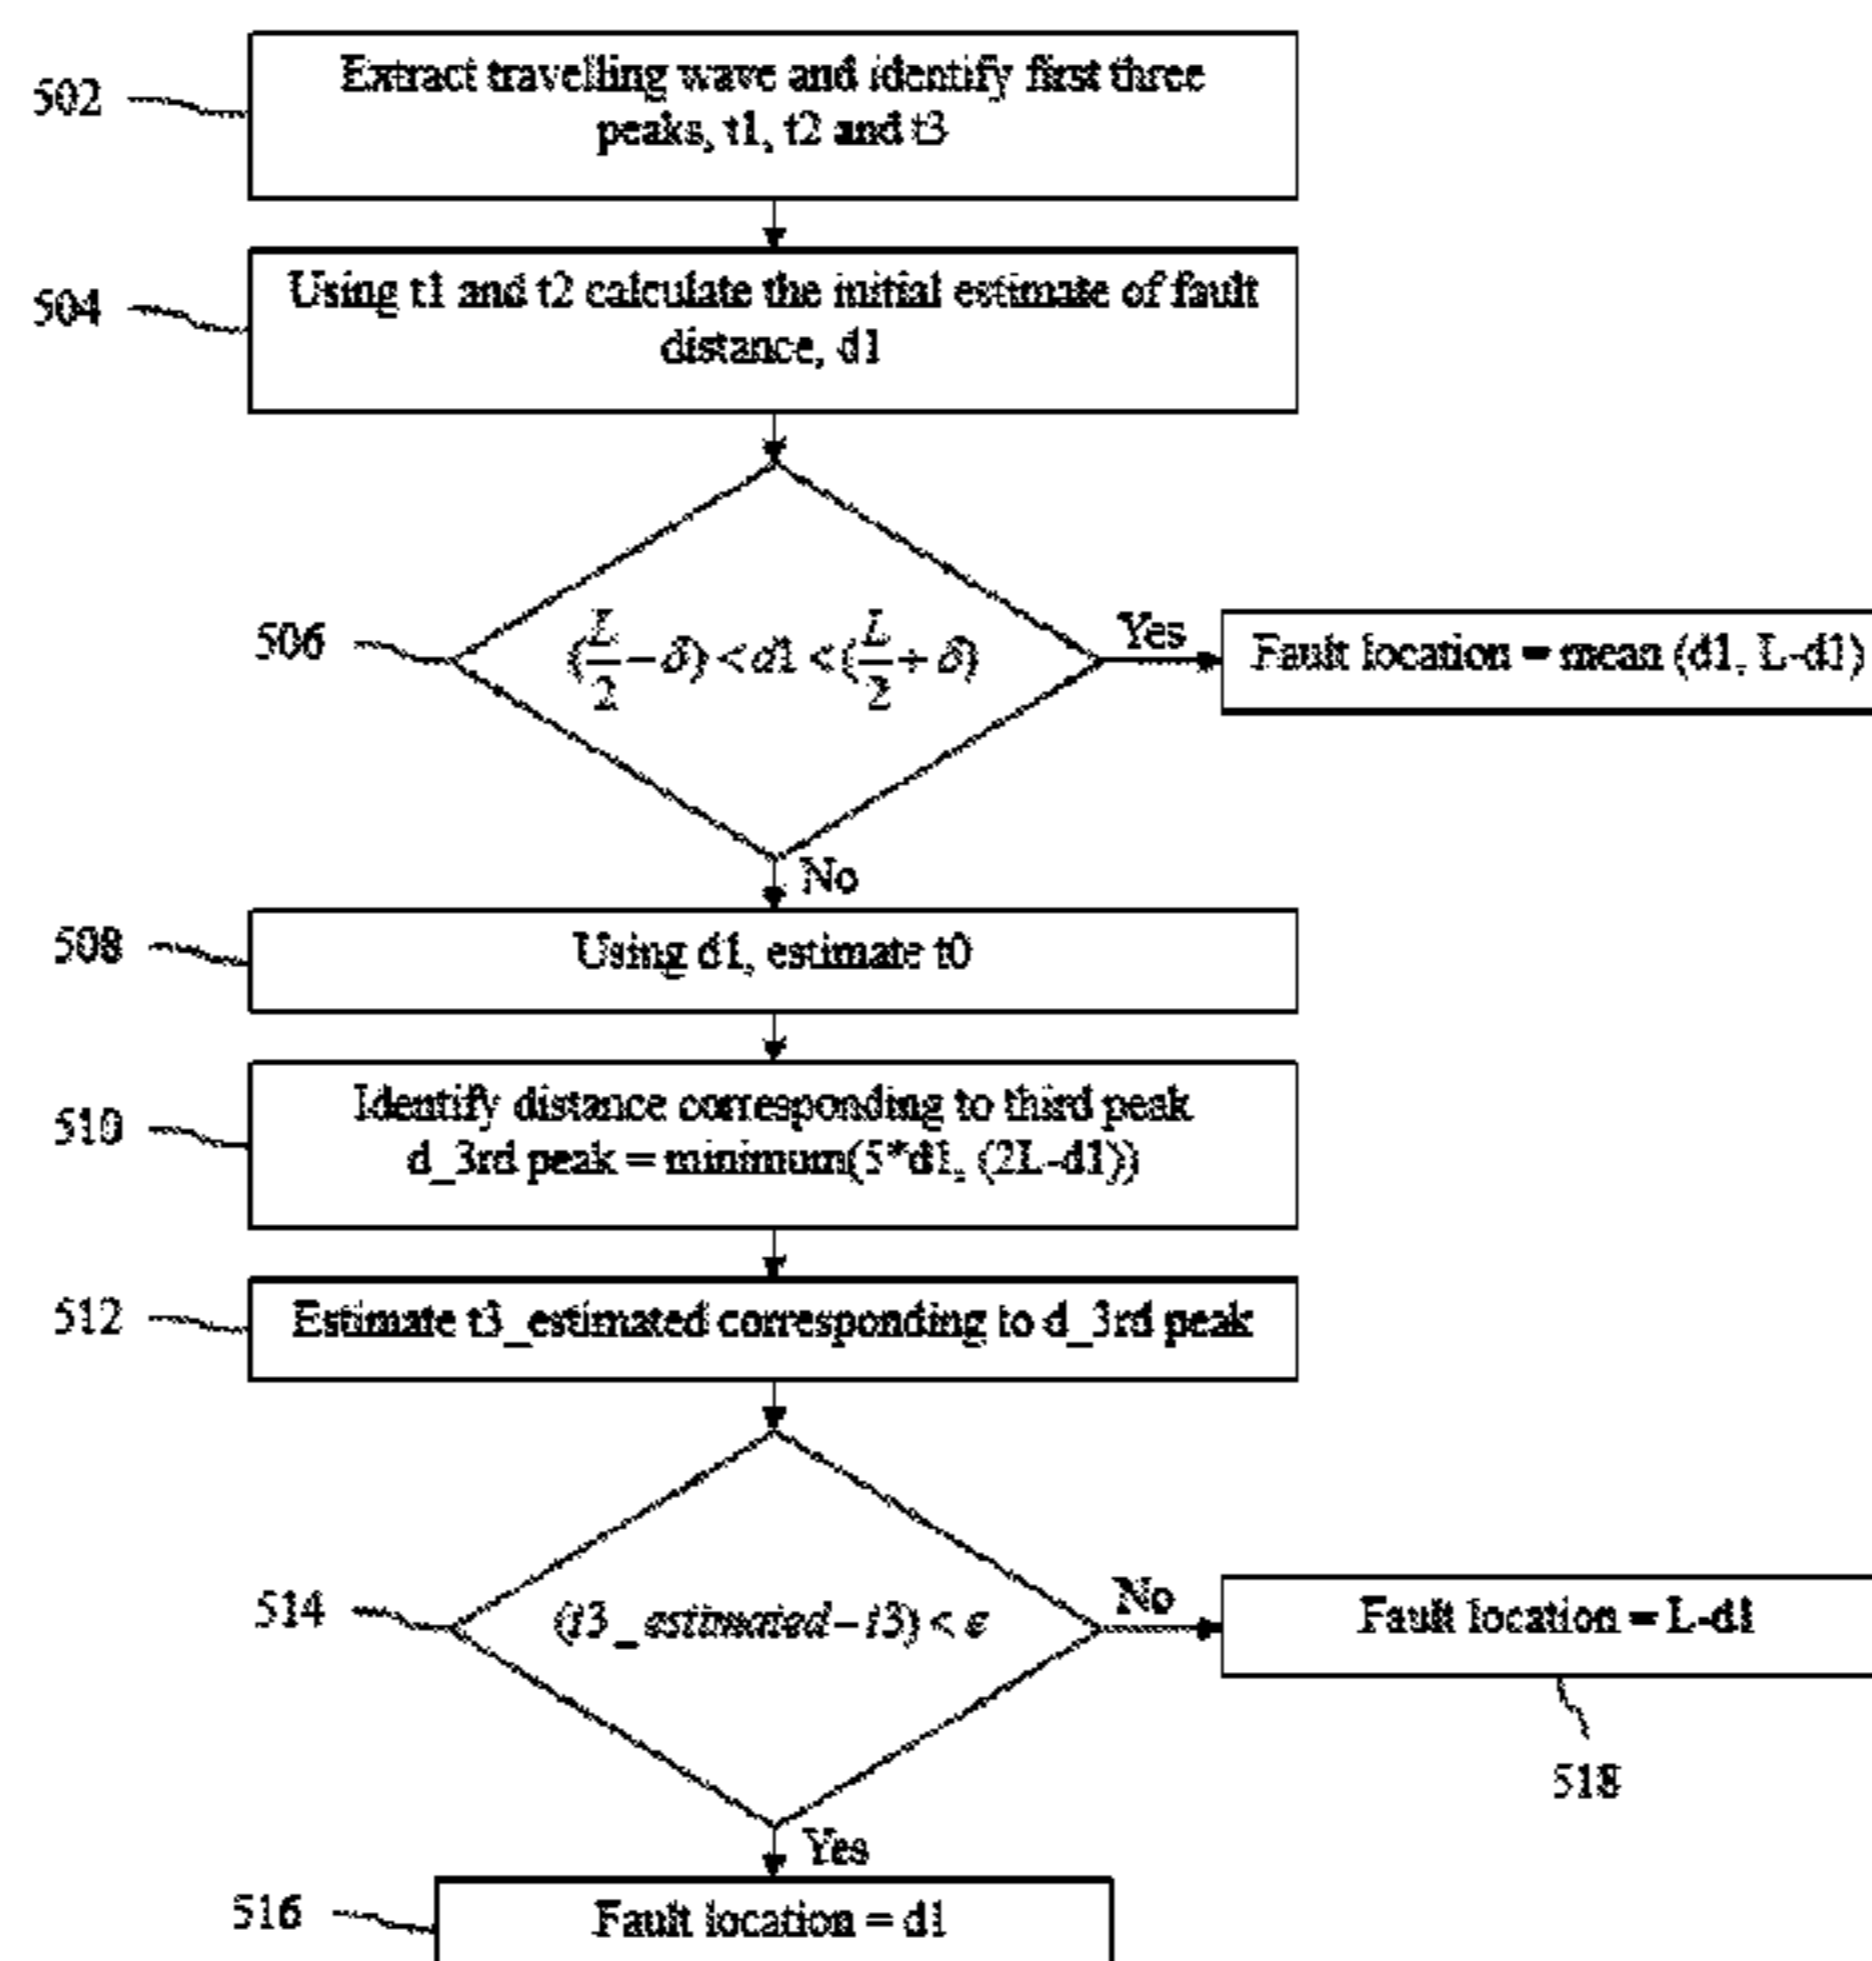 502
Extract travelling wave and identify first three
peaks, t1, t2 and t3
504
Using t1 and t2 calculate the initial estimate of fault
distance, d1
506
(L/2 − δ) < d1 < (L/2 + δ)
Yes
Fault location = mean (d1, L-d1)
No
508
Using d1, estimate t0
510
Identify distance corresponding to third peak
d_3rd peak = minimum(5*d1, (2L-d1))
512
Estimate t3_estimated corresponding to d_3rd peak
514
(t3_estimated − t3) < ε
No
Fault location = L-d1
518
Yes
516
Fault location = d1